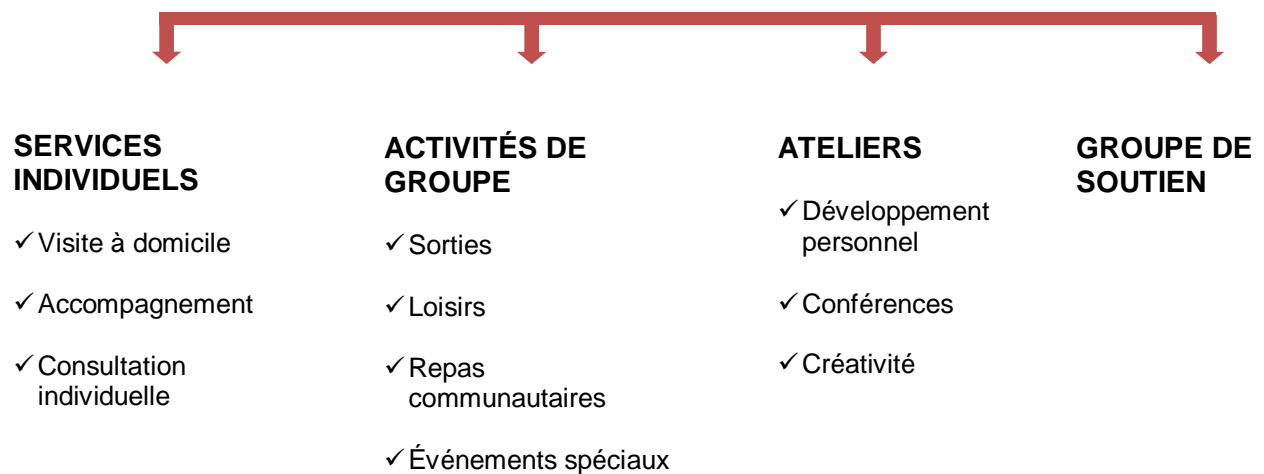 SERVICES
INDIVIDUELS
✓ Visite à domicile
✓ Accompagnement
✓ Consultation
individuelle
ACTIVITÉS DE
GROUPE
✓ Sorties
✓ Loisirs
✓ Repas
communautaires
✓ Événements spéciaux
ATELIERS
✓ Développement
personnel
✓ Conférences
✓ Créativité
GROUPE DE
SOUTIEN